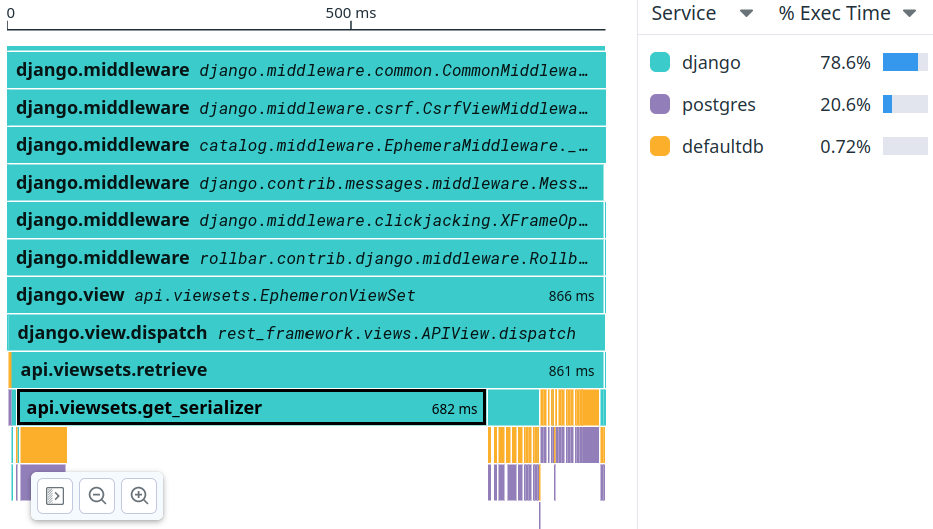 0 500 ms
Service % Exec Time
django.middleware django.middleware.common.CommonMiddlewa…
django.middleware django.middleware.csrf.CsrfViewMiddlewa…
django.middleware catalog.middleware.EphemeraMiddleware._…
django.middleware django.contrib.messages.middleware.Mess…
django.middleware django.middleware.clickjacking.XFrameOp…
django.middleware rollbar.contrib.django.middleware.Rollb…
django.view api.viewsets.EphemeronViewSet 866 ms
django.view.dispatch rest_framework.views.APIView.dispatch
api.viewsets.retrieve 861 ms
api.viewsets.get_serializer 682 ms
django 78.6%
postgres 20.6%
defaultdb 0.72%